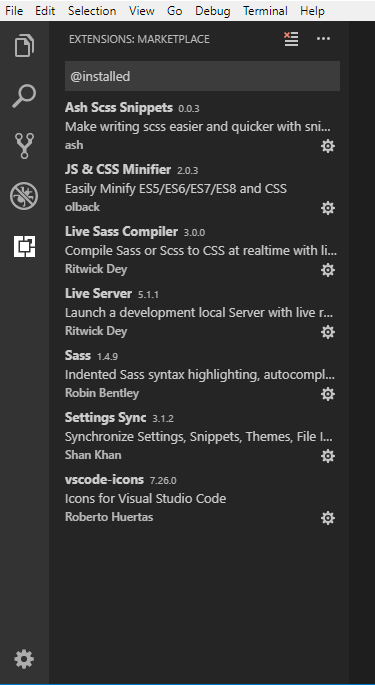 File Edit Selection View Go Debug Terminal Help
EXTENSIONS: MARKETPLACE
@installed
Ash Scss Snippets 0.0.3
Make writing scss easier and quicker with sni...
ash
JS & CSS Minifier 2.0.3
Easily Minify ES5/ES6/ES7/ES8 and CSS
olback
Live Sass Compiler 3.0.0
Compile Sass or Scss to CSS at realtime with li...
Ritwick Dey
Live Server 5.1.1
Launch a development local Server with live r...
Ritwick Dey
Sass 1.4.9
Indented Sass syntax highlighting, autocompl...
Robin Bentley
Settings Sync 3.1.2
Synchronize Settings, Snippets, Themes, File I...
Shan Khan
vscode-icons 7.26.0
Icons for Visual Studio Code
Roberto Huertas